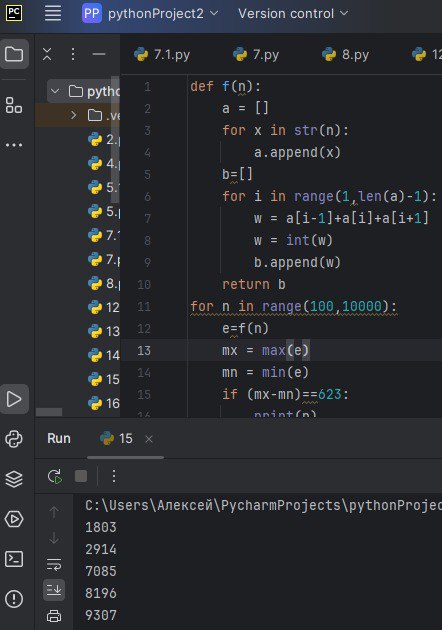 PC
PP pythonProject2 Version control
7.1.py 7.py 8.py 12
pytho
.ve
2.
4.
5.
5.p
7.1
7.p
8.p
12
13
14
15
16
1 def f(n):
2 a = []
3 for x in str(n):
4 a.append(x)
5 b=[]
6 for i in range(1,len(a)-1):
7 w = a[i-1]+a[i]+a[i+1]
8 w = int(w)
9 b.append(w)
10 return b
11 for n in range(100,10000):
12 e=f(n)
13 mx = max(e)
14 mn = min(e)
15 if (mx-mn)==623:
16 print(n)
Run 15
C:\Users\Алексей\PycharmProjects\pythonProjec
1803
2914
7085
8196
9307